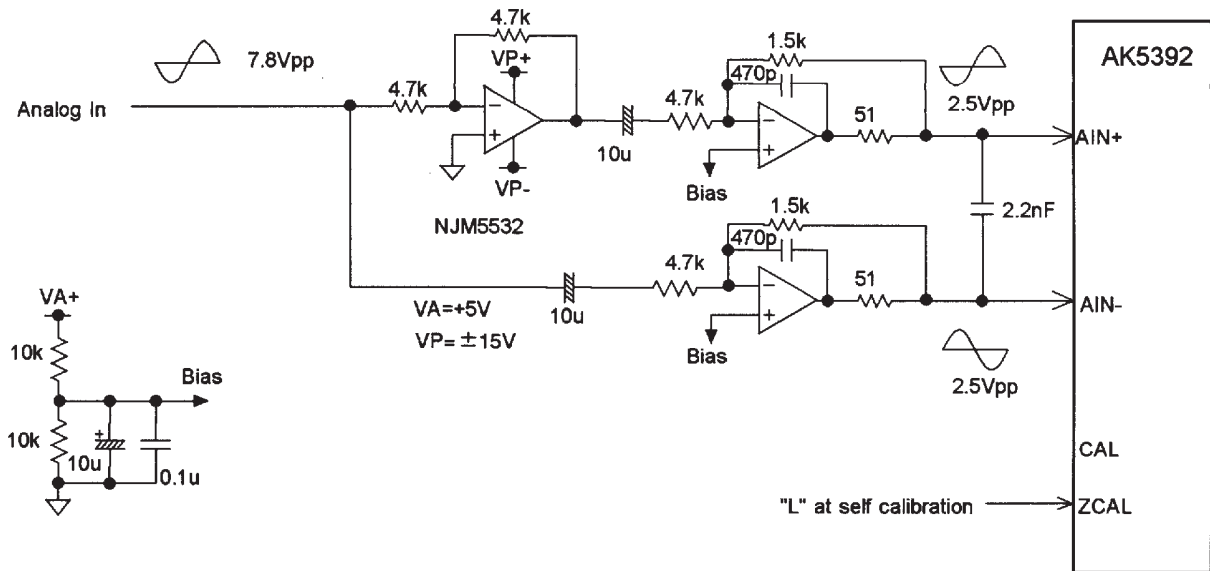 4.7k
1.5k
AK5392
7.8Vpp
VP+
470p
2.5Vpp
Analog In
4.7k
4.7k
51
−
+
−
+
AIN+
10u
Bias
VP-
NJM5532
1.5k
2.2nF
470p
4.7k
51
VA+
VA=+5V
10u
−
+
AIN-
VP= ±15V
10k
Bias
Bias
2.5Vpp
10k
+
10u
0.1u
CAL
"L" at self calibration
ZCAL